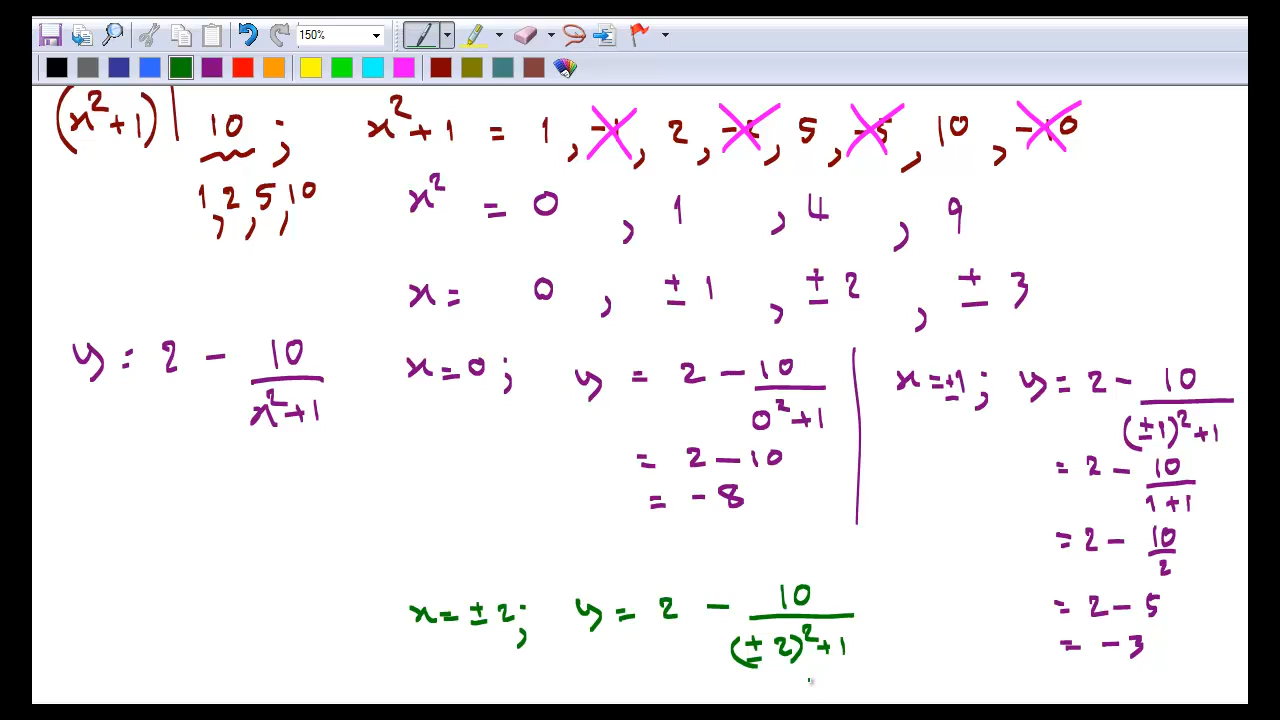 150%
(x²+1) | 10 ; x²+1 = 1, -1, 2, -2, 5, -5, 10, -10
1, 2, 5, 10
x² = 0, 1, 4, 9
x = 0, ±1, ±2, ±3
y = 2 - 10/(x²+1)
x=0; y = 2 - 10/(0²+1)
= 2 - 10
= -8
x=±1; y = 2 - 10/((±1)²+1)
= 2 - 10/(1+1)
= 2 - 10/2
= 2 - 5
= -3
x=±2; y = 2 - 10/((±2)²+1)